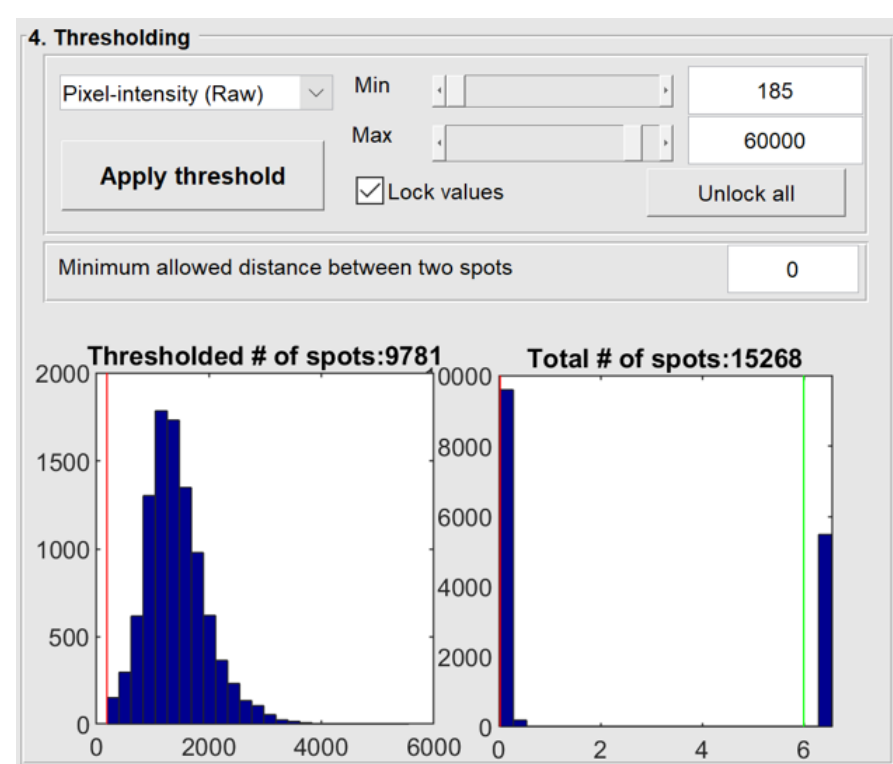 4. Thresholding
Pixel-intensity (Raw)
Min
185
Max
60000
Apply threshold
Lock values
Unlock all
Minimum allowed distance between two spots
0
Thresholded # of spots:9781
2000
1500
1000
500
0
0 2000 4000 6000
Total # of spots:15268
0000
8000
6000
4000
2000
0
0 2 4 6